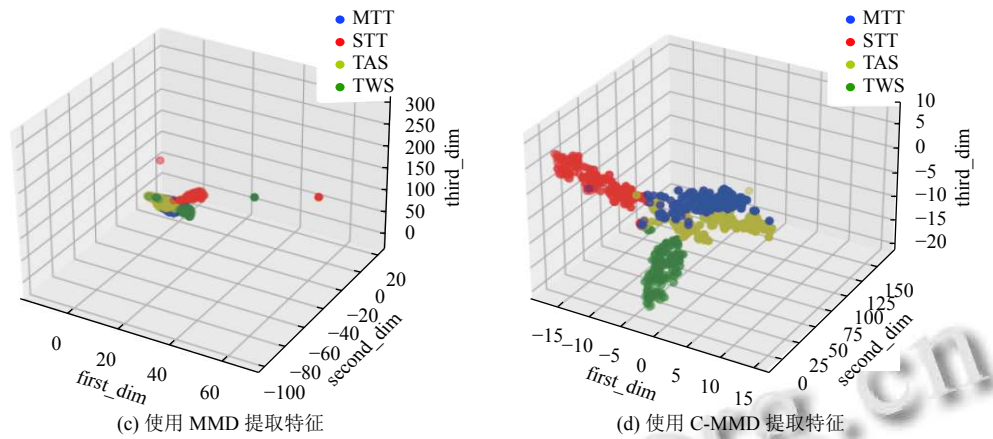 MTT
STT
TAS
TWS
300
250
200
150
100
50
0
third_dim
20
0
−20
−40
−60
−80
−100
second_dim
0
20
40
60
first_dim
(c) 使用 MMD 提取特征
MTT
STT
TAS
TWS
10
5
0
−5
−10
−15
−20
third_dim
150
125
100
75
50
25
0
second_dim
−15
−10
−5
0
5
10
15
first_dim
(d) 使用 C-MMD 提取特征
rg.cn